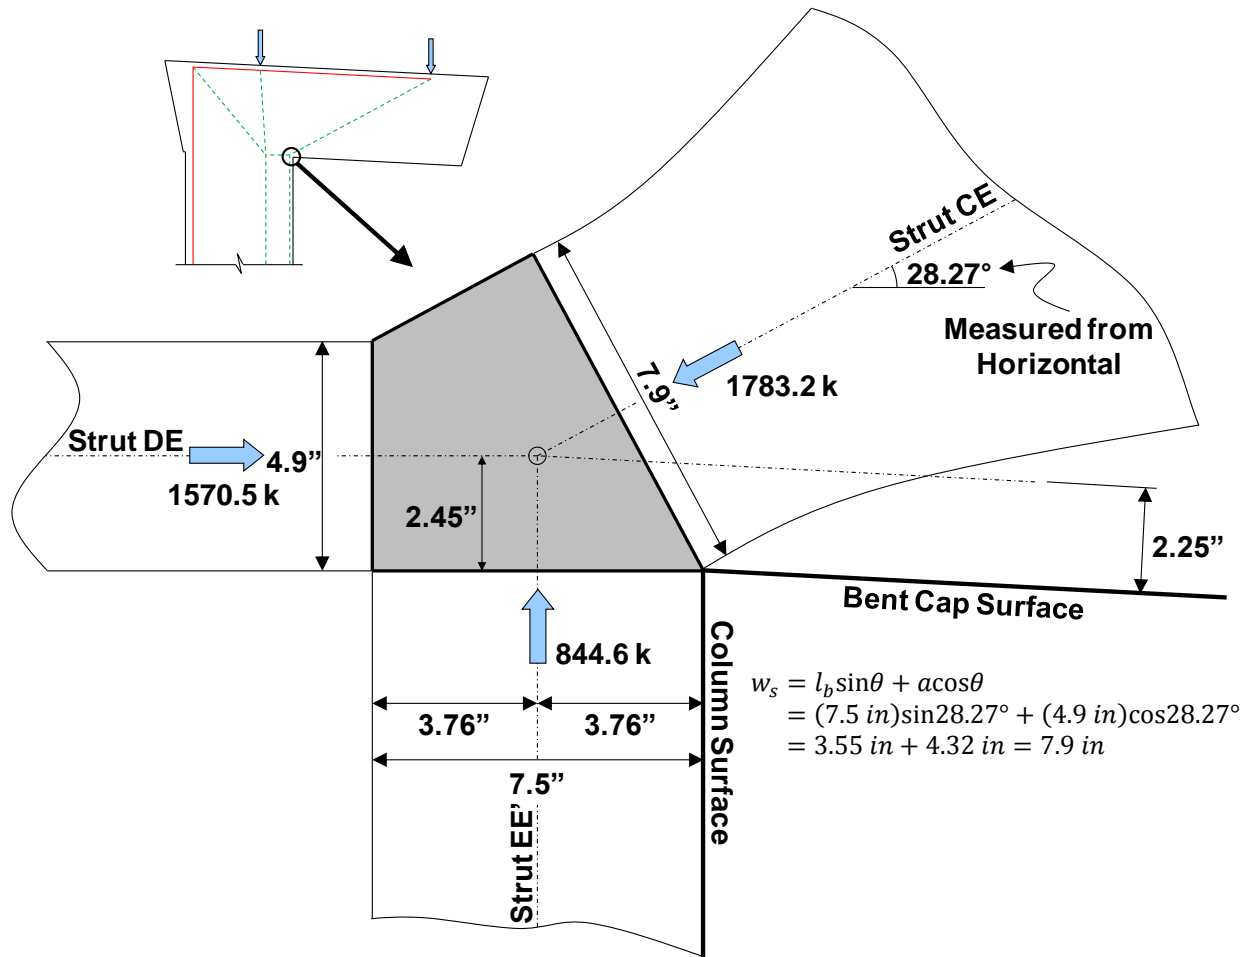 Strut CE
28.27°
Measured from
Horizontal
7.9”
1783.2 k
Strut DE
4.9”
1570.5 k
2.45”
2.25”
Bent Cap Surface
844.6 k
Column Surface
3.76”
3.76”
7.5”
Strut EE’
w_s = l_b sinθ + acosθ
= (7.5 in)sin28.27° + (4.9 in)cos28.27°
= 3.55 in + 4.32 in = 7.9 in